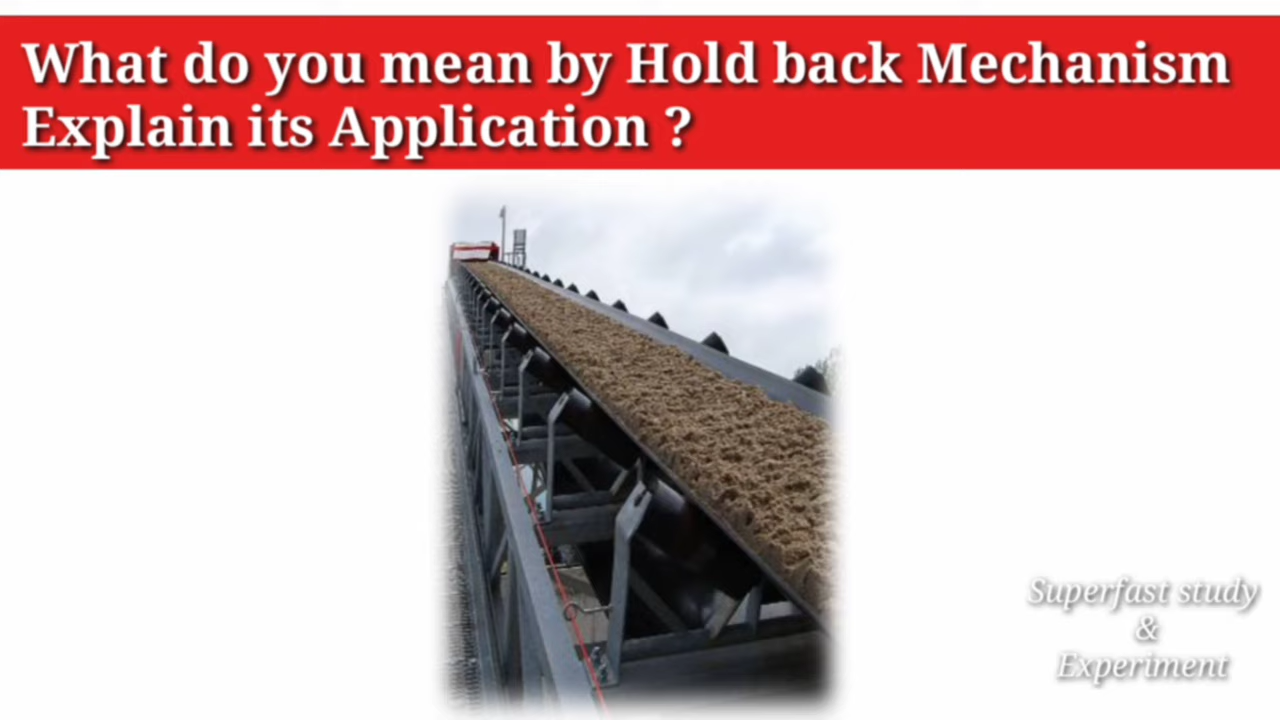 What do you mean by Hold back Mechanism
Explain its Application ?
Superfast study
&
Experiment